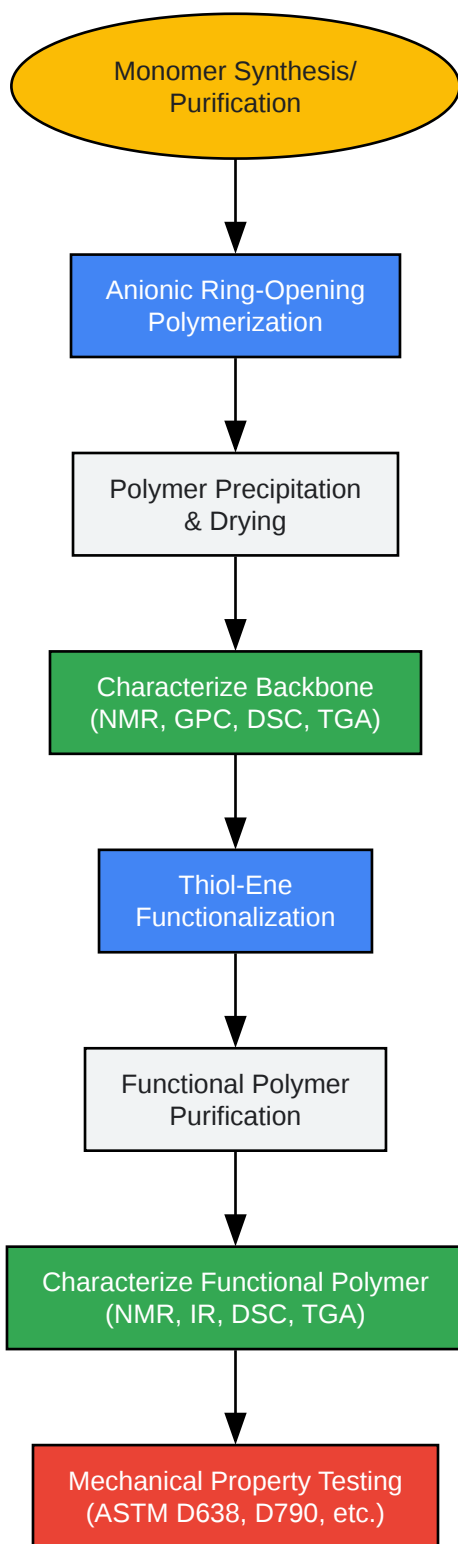 Monomer Synthesis/
Purification
Anionic Ring-Opening
Polymerization
Polymer Precipitation
& Drying
Characterize Backbone
(NMR, GPC, DSC, TGA)
Thiol-Ene
Functionalization
Functional Polymer
Purification
Characterize Functional Polymer
(NMR, IR, DSC, TGA)
Mechanical Property Testing
(ASTM D638, D790, etc.)